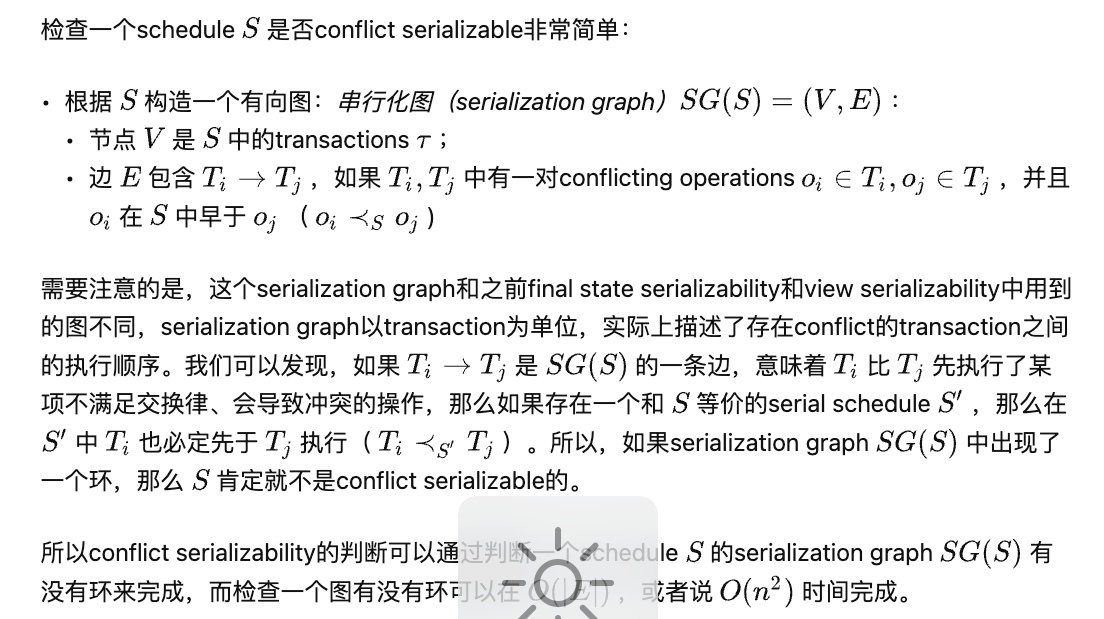 检查一个schedule S 是否conflict serializable非常简单：
• 根据 S 构造一个有向图：串行化图（serialization graph）SG(S) = (V, E)：
• 节点 V 是 S 中的transactions τ；
• 边 E 包含 T_i → T_j ，如果 T_i, T_j 中有一对conflicting operations o_i ∈ T_i, o_j ∈ T_j ，并且
o_i 在 S 中早于 o_j （ o_i ≺_S o_j ）
需要注意的是，这个serialization graph和之前final state serializability和view serializability中用到
的图不同，serialization graph以transaction为单位，实际上描述了存在conflict的transaction之间
的执行顺序。我们可以发现，如果 T_i → T_j 是 SG(S) 的一条边，意味着 T_i 比 T_j 先执行了某
项不满足交换律、会导致冲突的操作，那么如果存在一个和 S 等价的serial schedule S′ ，那么在
S′ 中 T_i 也必定先于 T_j 执行（ T_i ≺_S′ T_j ）。所以，如果serialization graph SG(S) 中出现了
一个环，那么 S 肯定就不是conflict serializable的。
所以conflict serializability的判断可以通过判断一个schedule S 的serialization graph SG(S) 有
没有环来完成，而检查一个图有没有环可以在 O(|E|) ，或者说 O(n²) 时间完成。